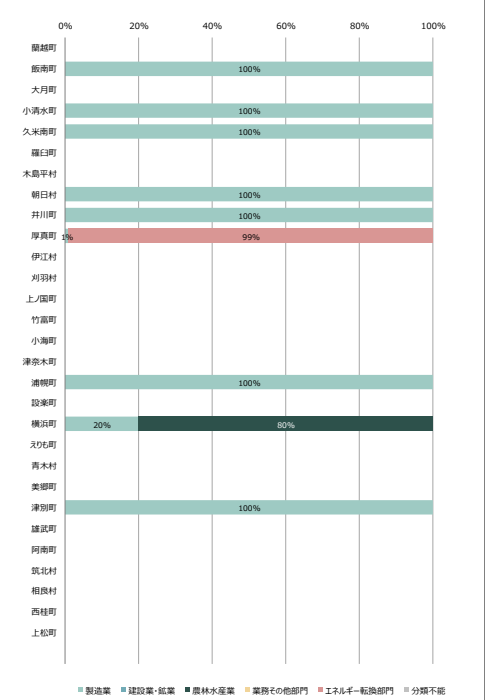 0% 20% 40% 60% 80% 100%
蘭越町
飯南町 100%
大月町
小清水町 100%
久米南町 100%
羅臼町
木島平村
朝日村 100%
井川町 100%
厚真町 1% 99%
伊江村
刈羽村
上ノ国町
竹富町
小海町
津奈木町
浦幌町 100%
設楽町
横浜町 20% 80%
えりも町
青木村
美郷町
津別町 100%
雄武町
阿南町
筑北村
相良村
西桂町
上松町
製造業 建設業・鉱業 農林水産業 業務その他部門 エネルギー転換部門 分類不能